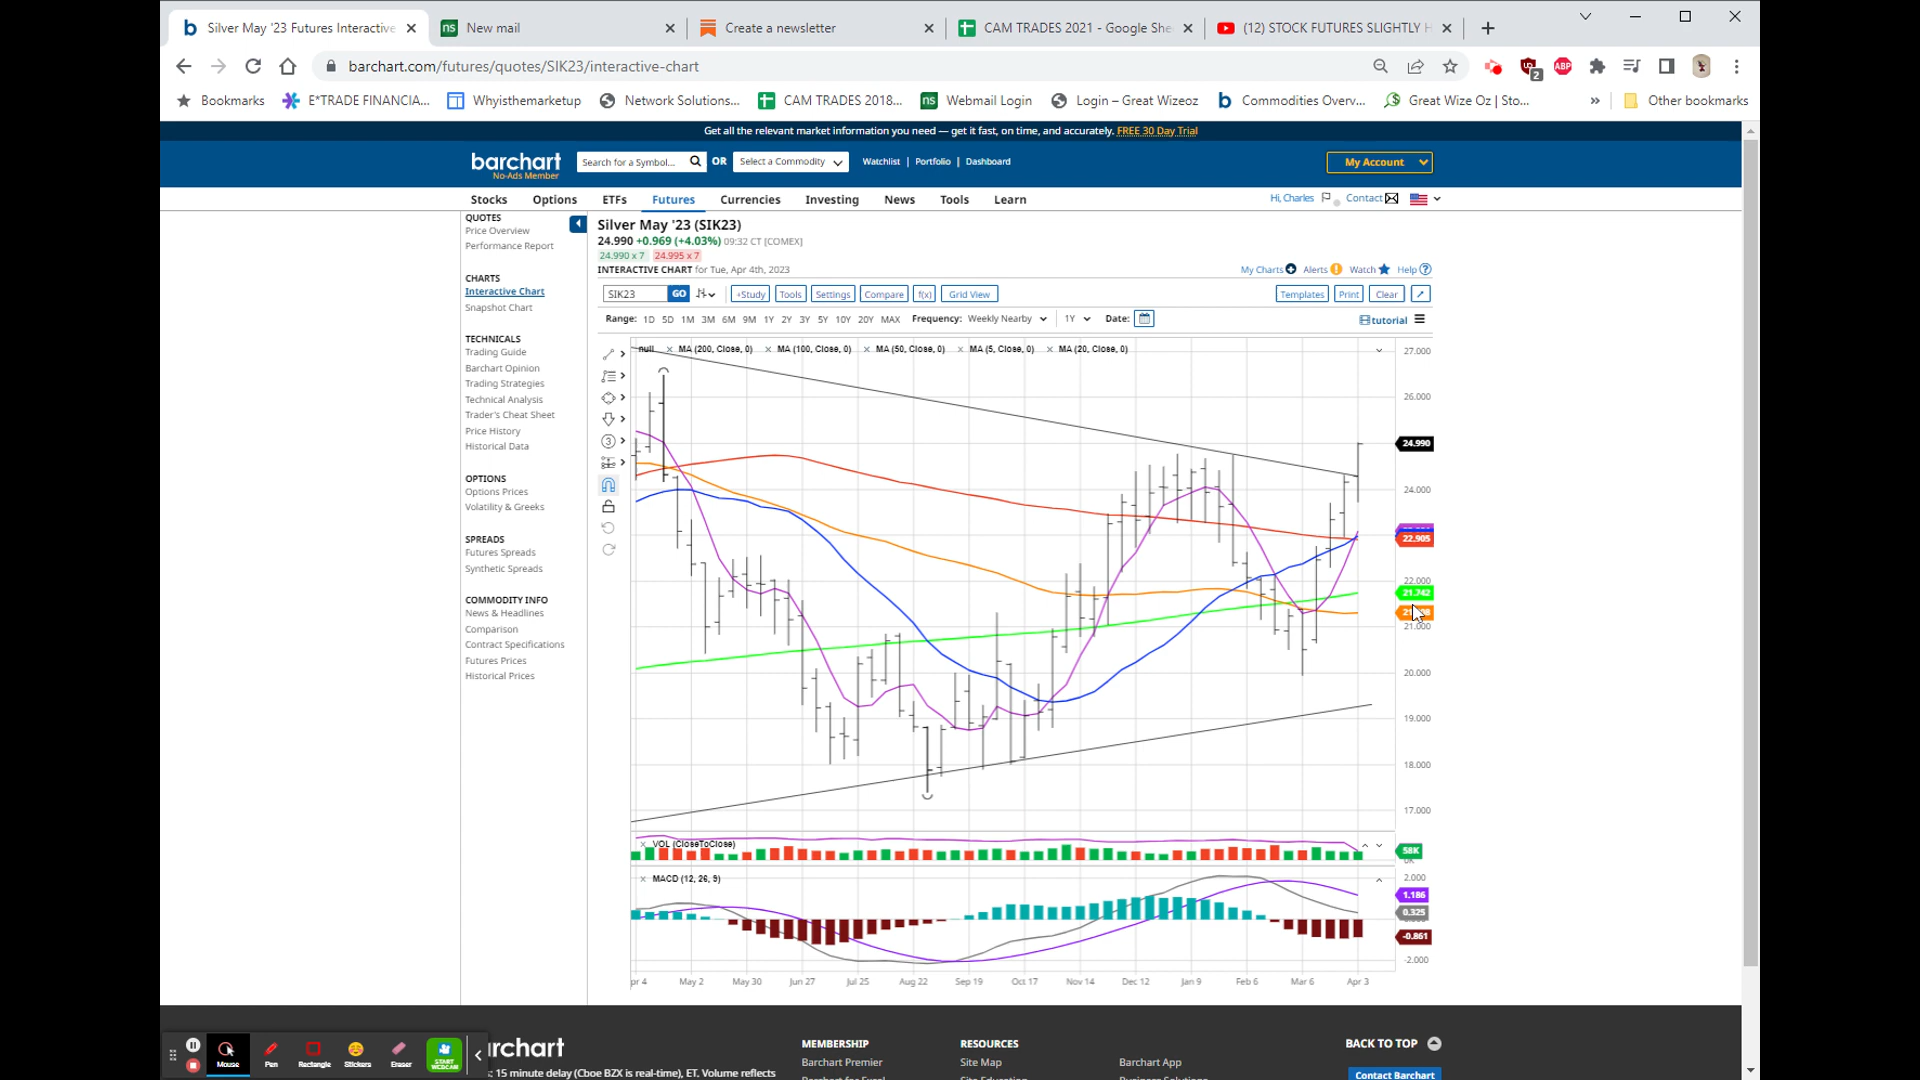 Silver May '23 Futures Interactive
New mail
Create a newsletter
CAM TRADES 2021 - Google She
(12) STOCK FUTURES SLIGHTLY H
barchart.com/futures/quotes/SIK23/interactive-chart
2
ABP
Bookmarks
E*TRADE FINANCIA...
Whyisthemarketup
Network Solutions...
CAM TRADES 2018...
Webmail Login
Login – Great Wizeoz
Commodities Overv...
Great Wize Oz | Sto...
»
Other bookmarks
Get all the relevant market information you need — get it fast, on time, and accurately. FREE 30 Day Trial
barchart
No-Ads Member
Search for a Symbol...
OR
Select a Commodity
Watchlist | Portfolio | Dashboard
My Account
Stocks Options ETFs Futures Currencies Investing News Tools Learn
Hi, Charles
Contact
QUOTES
Price Overview
Performance Report
CHARTS
Interactive Chart
Snapshot Chart
TECHNICALS
Trading Guide
Barchart Opinion
Trading Strategies
Technical Analysis
Trader's Cheat Sheet
Price History
Historical Data
OPTIONS
Options Prices
Volatility & Greeks
SPREADS
Futures Spreads
Synthetic Spreads
COMMODITY INFO
News & Headlines
Comparison
Contract Specifications
Futures Prices
Historical Prices
Silver May '23 (SIK23)
24.990 +0.969 (+4.03%) 09:32 CT [COMEX]
24.990 x 7 24.995 x 7
INTERACTIVE CHART for Tue, Apr 4th, 2023
My Charts Alerts Watch Help
SIK23 GO +Study Tools Settings Compare f(x) Grid View
Templates Print Clear
Range: 1D 5D 1M 3M 6M 9M 1Y 2Y 3Y 5Y 10Y 20Y MAX Frequency: Weekly Nearby 1Y Date:
tutorial
null MA (200, Close, 0) MA (100, Close, 0) MA (50, Close, 0) MA (5, Close, 0) MA (20, Close, 0)
27.000
26.000
24.990
24.000
22.905
22.000
21.742
21.000
20.000
19.000
18.000
17.000
VOL (CloseToClose)
58K
MACD (12, 26, 9)
2.000
1.186
0.325
-0.861
-2.000
pr 4 May 2 May 30 Jun 27 Jul 25 Aug 22 Sep 19 Oct 17 Nov 14 Dec 12 Jan 9 Feb 6 Mar 6 Apr 3
Mouse
Pen
Rectangle
Stickers
Eraser
START WEBCAM
rchart
: 15 minute delay (Cboe BZX is real-time), ET. Volume reflects
MEMBERSHIP
Barchart Premier
RESOURCES
Site Map
Barchart App
BACK TO TOP
Contact Barchart